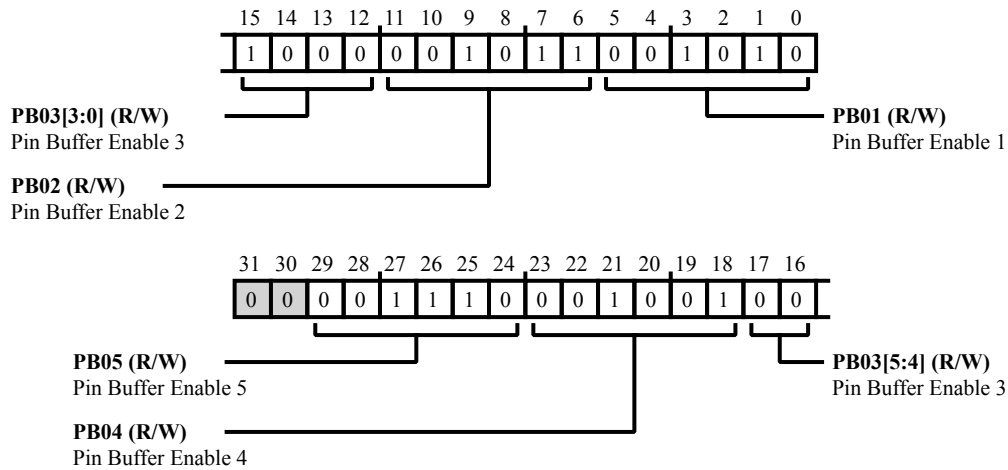 15 14 13 12 11 10 9 8 7 6 5 4 3 2 1 0
1 0 0 0 0 0 1 0 1 1 0 0 1 0 1 0
PB03[3:0] (R/W)
Pin Buffer Enable 3
PB01 (R/W)
Pin Buffer Enable 1
PB02 (R/W)
Pin Buffer Enable 2
31 30 29 28 27 26 25 24 23 22 21 20 19 18 17 16
0 0 0 0 1 1 1 0 0 0 1 0 0 1 0 0
PB05 (R/W)
Pin Buffer Enable 5
PB03[5:4] (R/W)
Pin Buffer Enable 3
PB04 (R/W)
Pin Buffer Enable 4